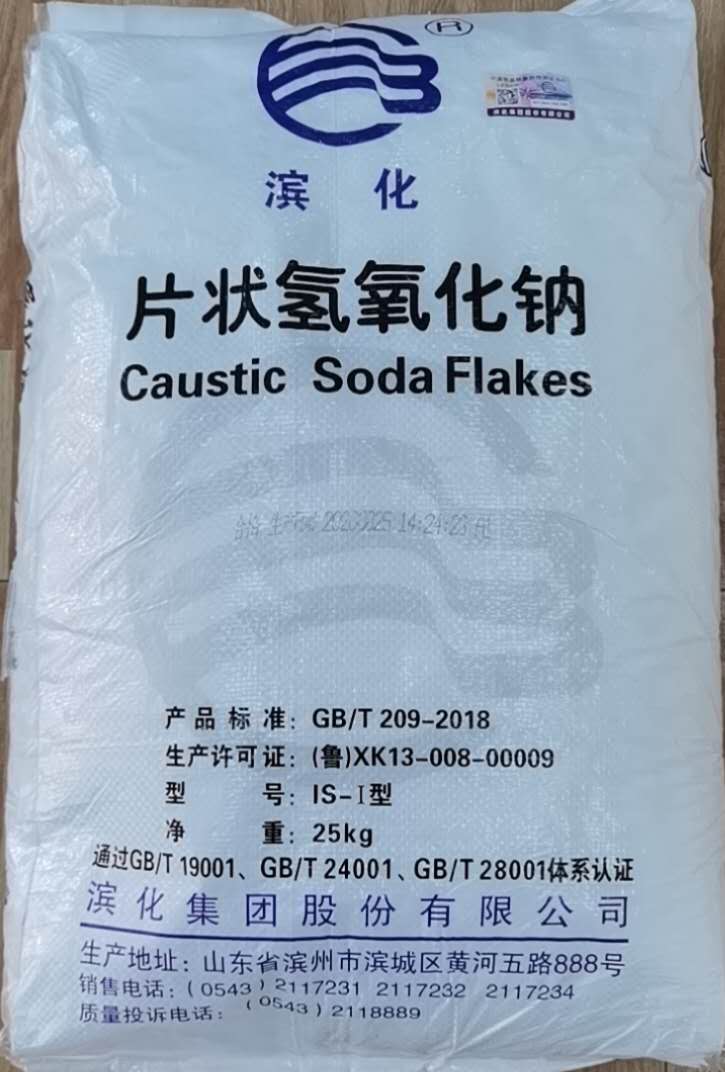 ®
滨化
片状氢氧化钠
Caustic Soda Flakes
14:24:23
产品标准：GB/T 209-2018
生产许可证：(鲁)XK13-008-00009
型号：IS-Ⅰ型
净重：25kg
通过GB/T 19001、GB/T 24001、GB/T 28001体系认证
滨化集团股份有限公司
生产地址：山东省滨州市滨城区黄河五路888号
销售电话：(0543)2117231 2117232 2117234
质量投诉电话：(0543)2118889